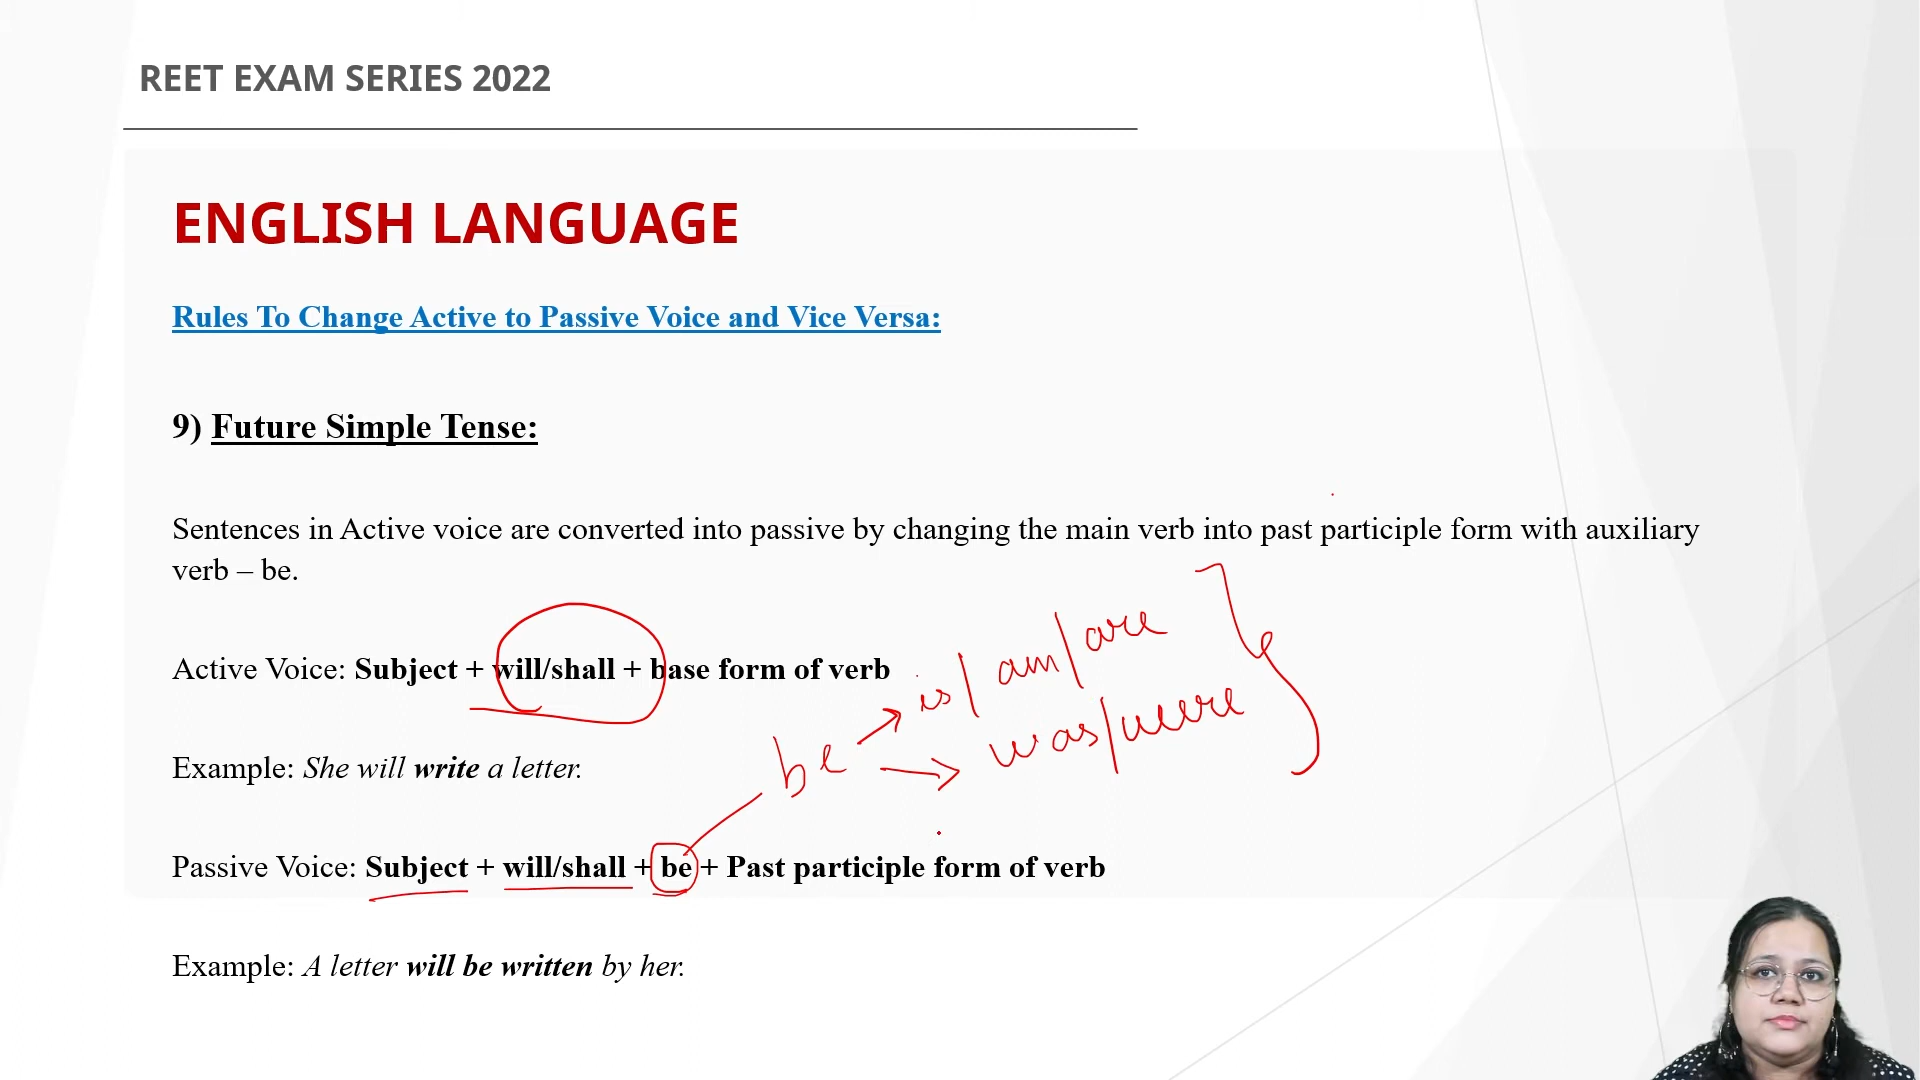 REET EXAM SERIES 2022
ENGLISH LANGUAGE
Rules To Change Active to Passive Voice and Vice Versa:
9) Future Simple Tense:
Sentences in Active voice are converted into passive by changing the main verb into past participle form with auxiliary
verb – be.
Active Voice: Subject + will/shall + base form of verb
is/am/are
be → was/were
Example: She will write a letter.
Passive Voice: Subject + will/shall + be + Past participle form of verb
Example: A letter will be written by her.